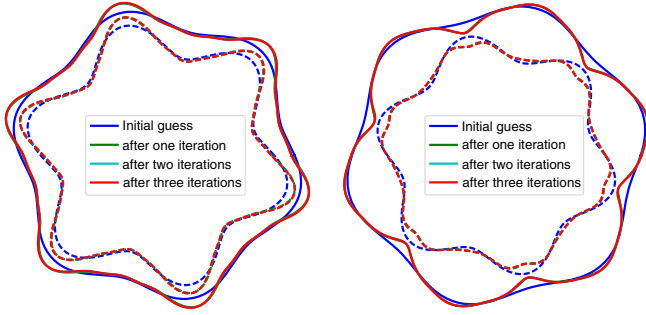 Initial guess
after one iteration
after two iterations
after three iterations
Initial guess
after one iteration
after two iterations
after three iterations